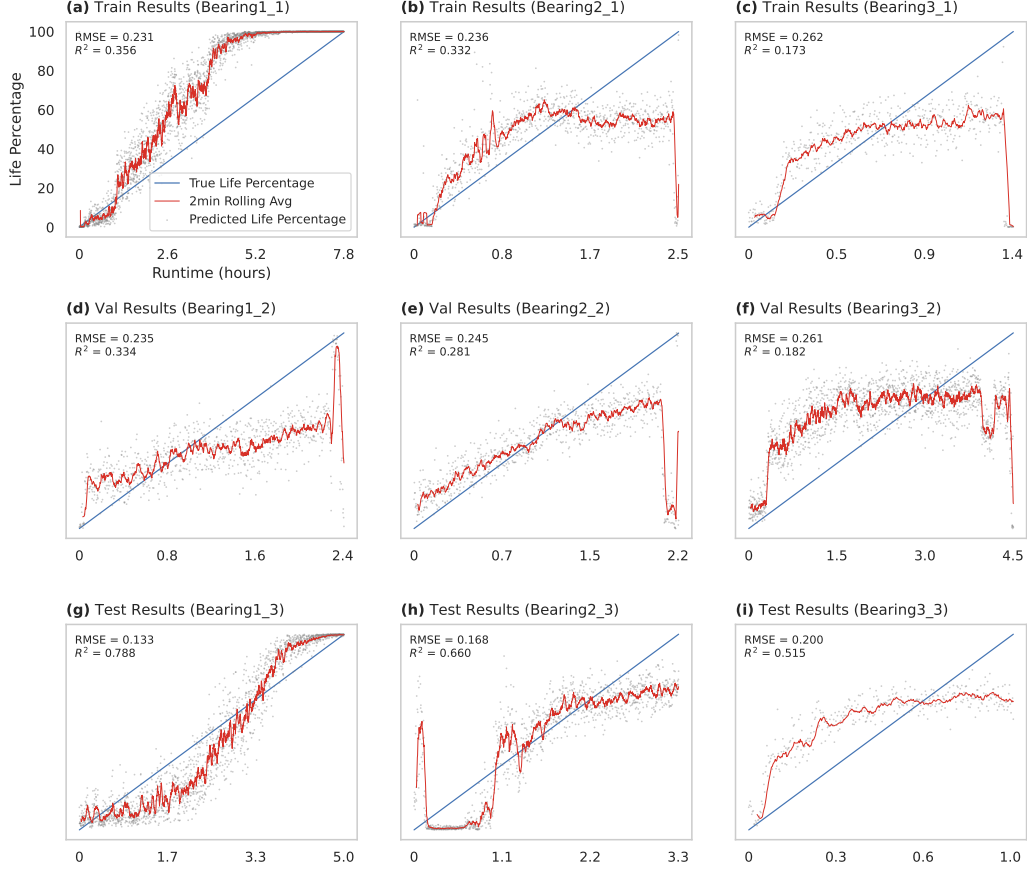 (a) Train Results (Bearing1_1)
RMSE = 0.231
R² = 0.356
Life Percentage
100
80
60
40
20
0
True Life Percentage
2min Rolling Avg
Predicted Life Percentage
0 2.6 5.2 7.8
Runtime (hours)
(b) Train Results (Bearing2_1)
RMSE = 0.236
R² = 0.332
0 0.8 1.7 2.5
(c) Train Results (Bearing3_1)
RMSE = 0.262
R² = 0.173
0 0.5 0.9 1.4
(d) Val Results (Bearing1_2)
RMSE = 0.235
R² = 0.334
0 0.8 1.6 2.4
(e) Val Results (Bearing2_2)
RMSE = 0.245
R² = 0.281
0 0.7 1.5 2.2
(f) Val Results (Bearing3_2)
RMSE = 0.261
R² = 0.182
0 1.5 3.0 4.5
(g) Test Results (Bearing1_3)
RMSE = 0.133
R² = 0.788
0 1.7 3.3 5.0
(h) Test Results (Bearing2_3)
RMSE = 0.168
R² = 0.660
0 1.1 2.2 3.3
(i) Test Results (Bearing3_3)
RMSE = 0.200
R² = 0.515
0 0.3 0.6 1.0